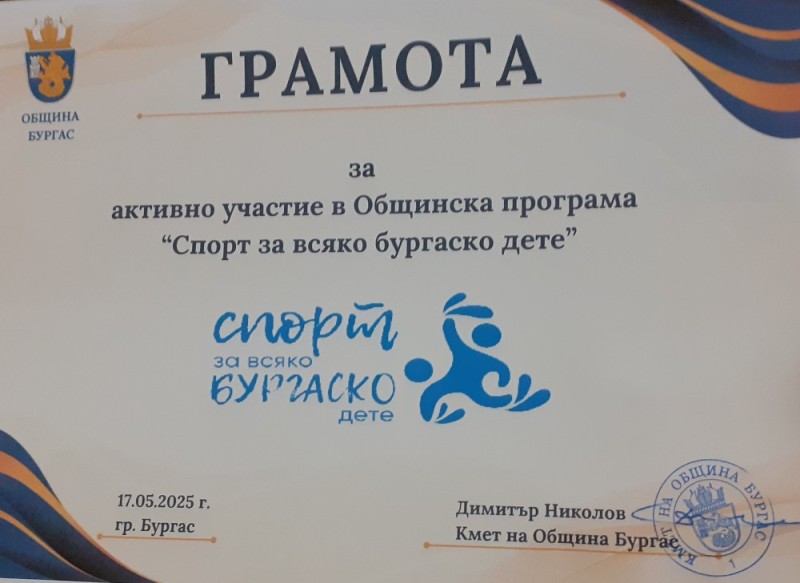 ОБЩИНА
БУРГАС
ГРАМОТА
за
активно участие в Общинска програма
“Спорт за всяко бургаско дете”
спорт
за всяко
БУРГАСКО
дете
17.05.2025 г.
гр. Бургас
Димитър Николов
Кмет на Община Бургас
КМЕТ НА ОБЩИНА БУРГАС
1